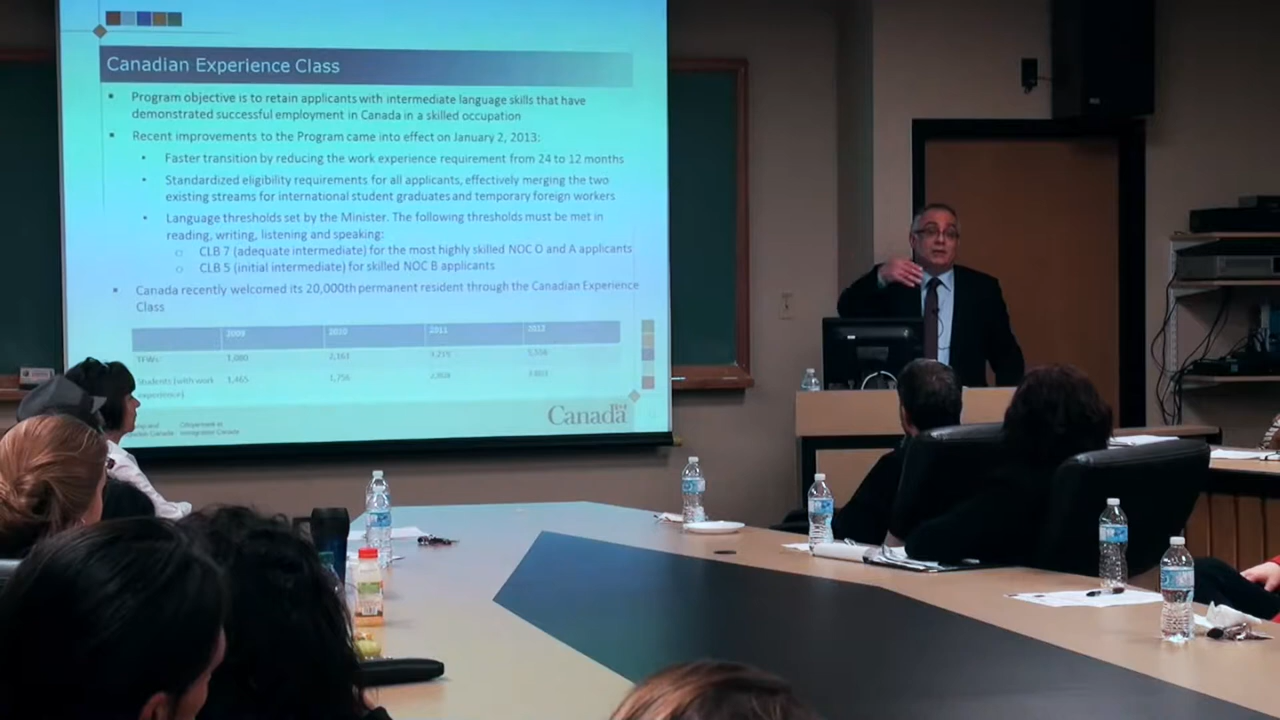 Canadian Experience Class
▪ Program objective is to retain applicants with intermediate language skills that have
demonstrated successful employment in Canada in a skilled occupation
▪ Recent improvements to the Program came into effect on January 2, 2013:
• Faster transition by reducing the work experience requirement from 24 to 12 months
• Standardized eligibility requirements for all applicants, effectively merging the two
existing streams for international student graduates and temporary foreign workers
• Language thresholds set by the Minister. The following thresholds must be met in
reading, writing, listening and speaking:
o CLB 7 (adequate intermediate) for the most highly skilled NOC O and A applicants
o CLB 5 (initial intermediate) for skilled NOC B applicants
▪ Canada recently welcomed its 20,000th permanent resident through the Canadian Experience
Class
2009 2010 2011 2012
TFWs
Students (with work 1,465 1,756
experience)
Canada